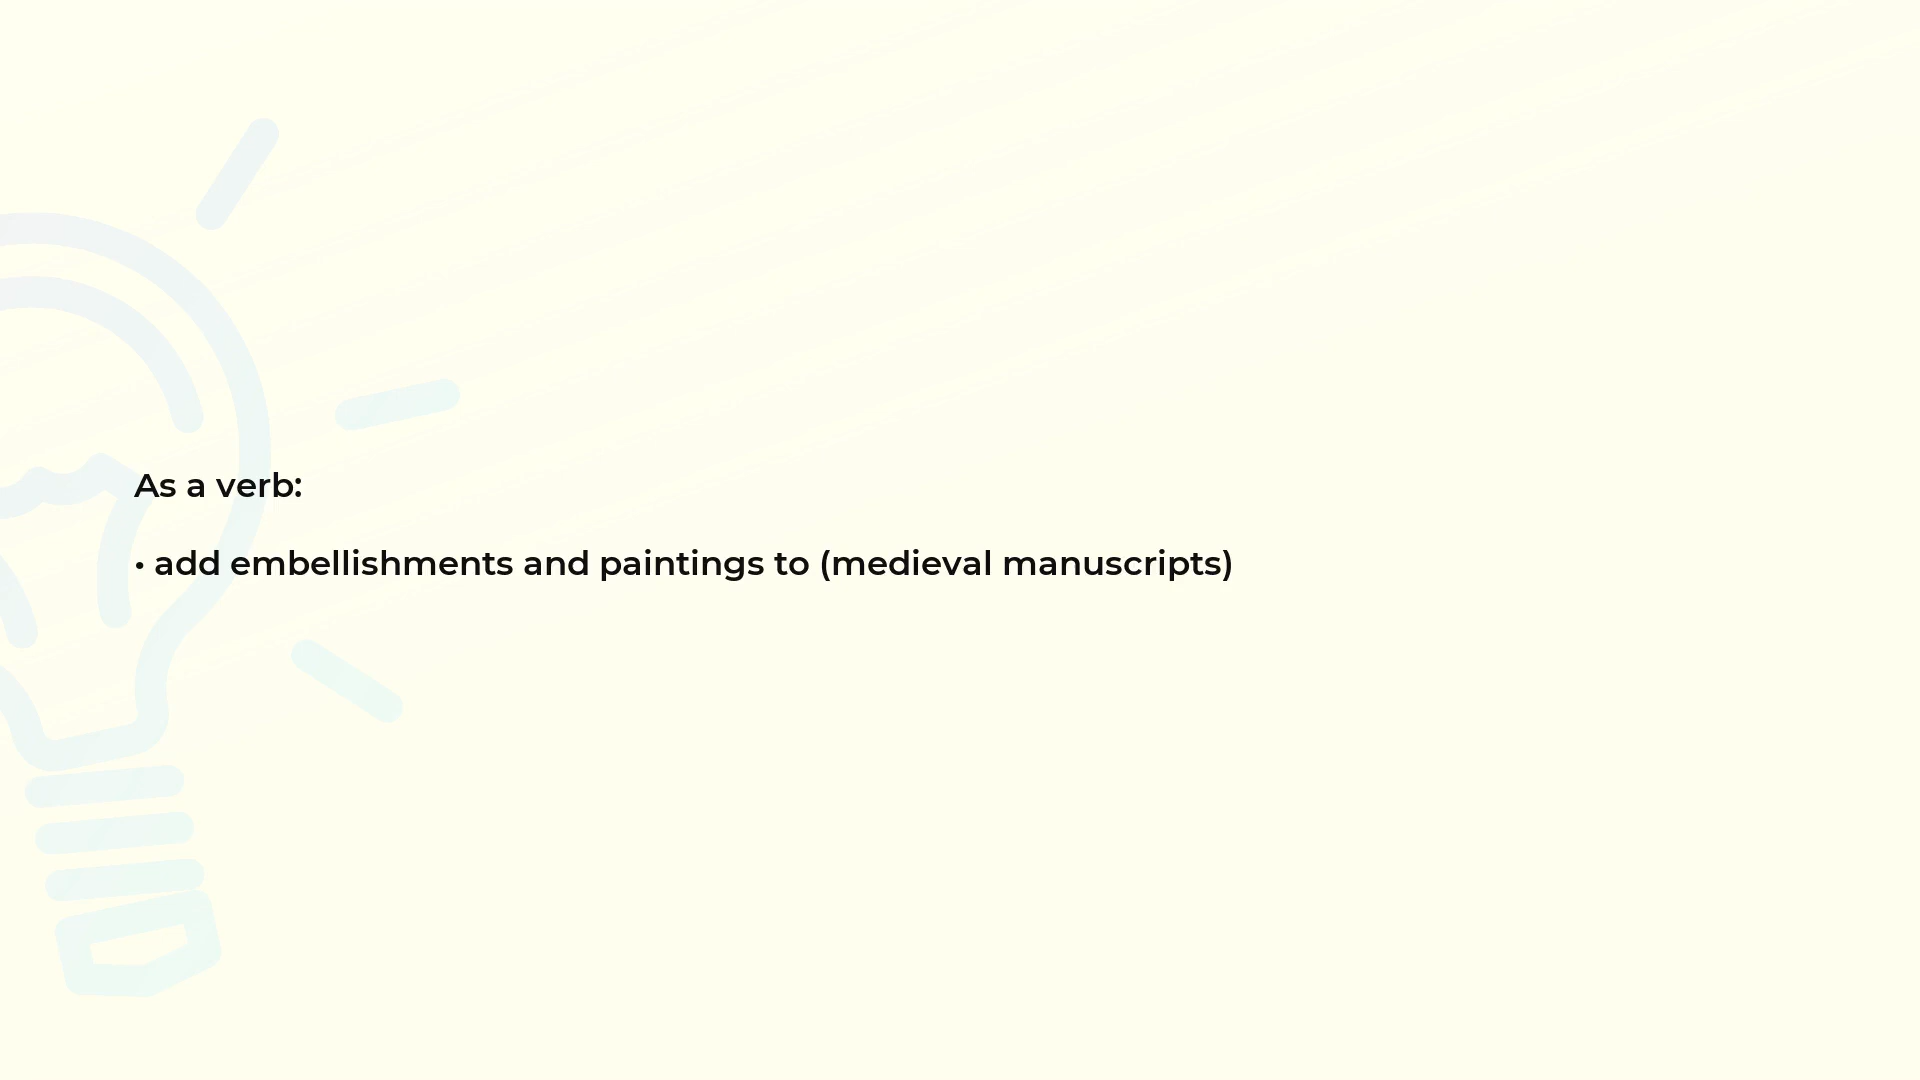 As a verb:
• add embellishments and paintings to (medieval manuscripts)